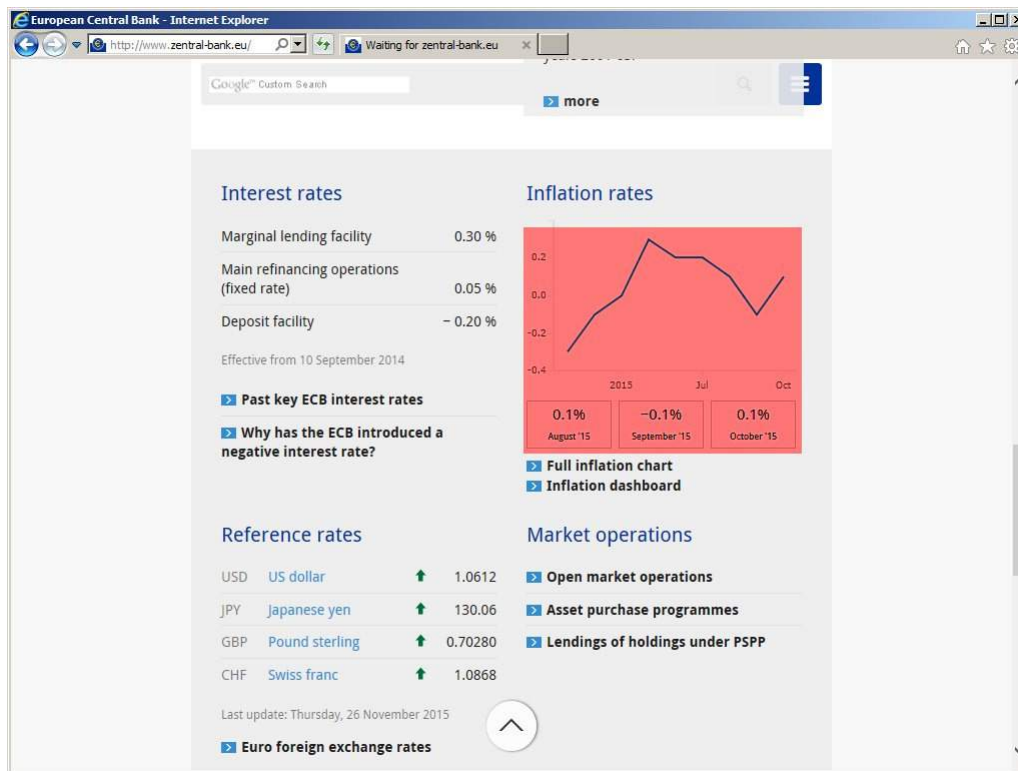 European Central Bank - Internet Explorer
http://www.zentral-bank.eu/
Waiting for zentral-bank.eu
Google™ Custom Search
more
Interest rates
Marginal lending facility 0.30 %
Main refinancing operations
(fixed rate) 0.05 %
Deposit facility − 0.20 %
Effective from 10 September 2014
Past key ECB interest rates
Why has the ECB introduced a
negative interest rate?
Inflation rates
0.2
0.0
-0.2
-0.4
2015 Jul Oct
0.1% −0.1% 0.1%
August '15 September '15 October '15
Full inflation chart
Inflation dashboard
Reference rates
USD US dollar 1.0612
JPY Japanese yen 130.06
GBP Pound sterling 0.70280
CHF Swiss franc 1.0868
Last update: Thursday, 26 November 2015
Euro foreign exchange rates
Market operations
Open market operations
Asset purchase programmes
Lendings of holdings under PSPP